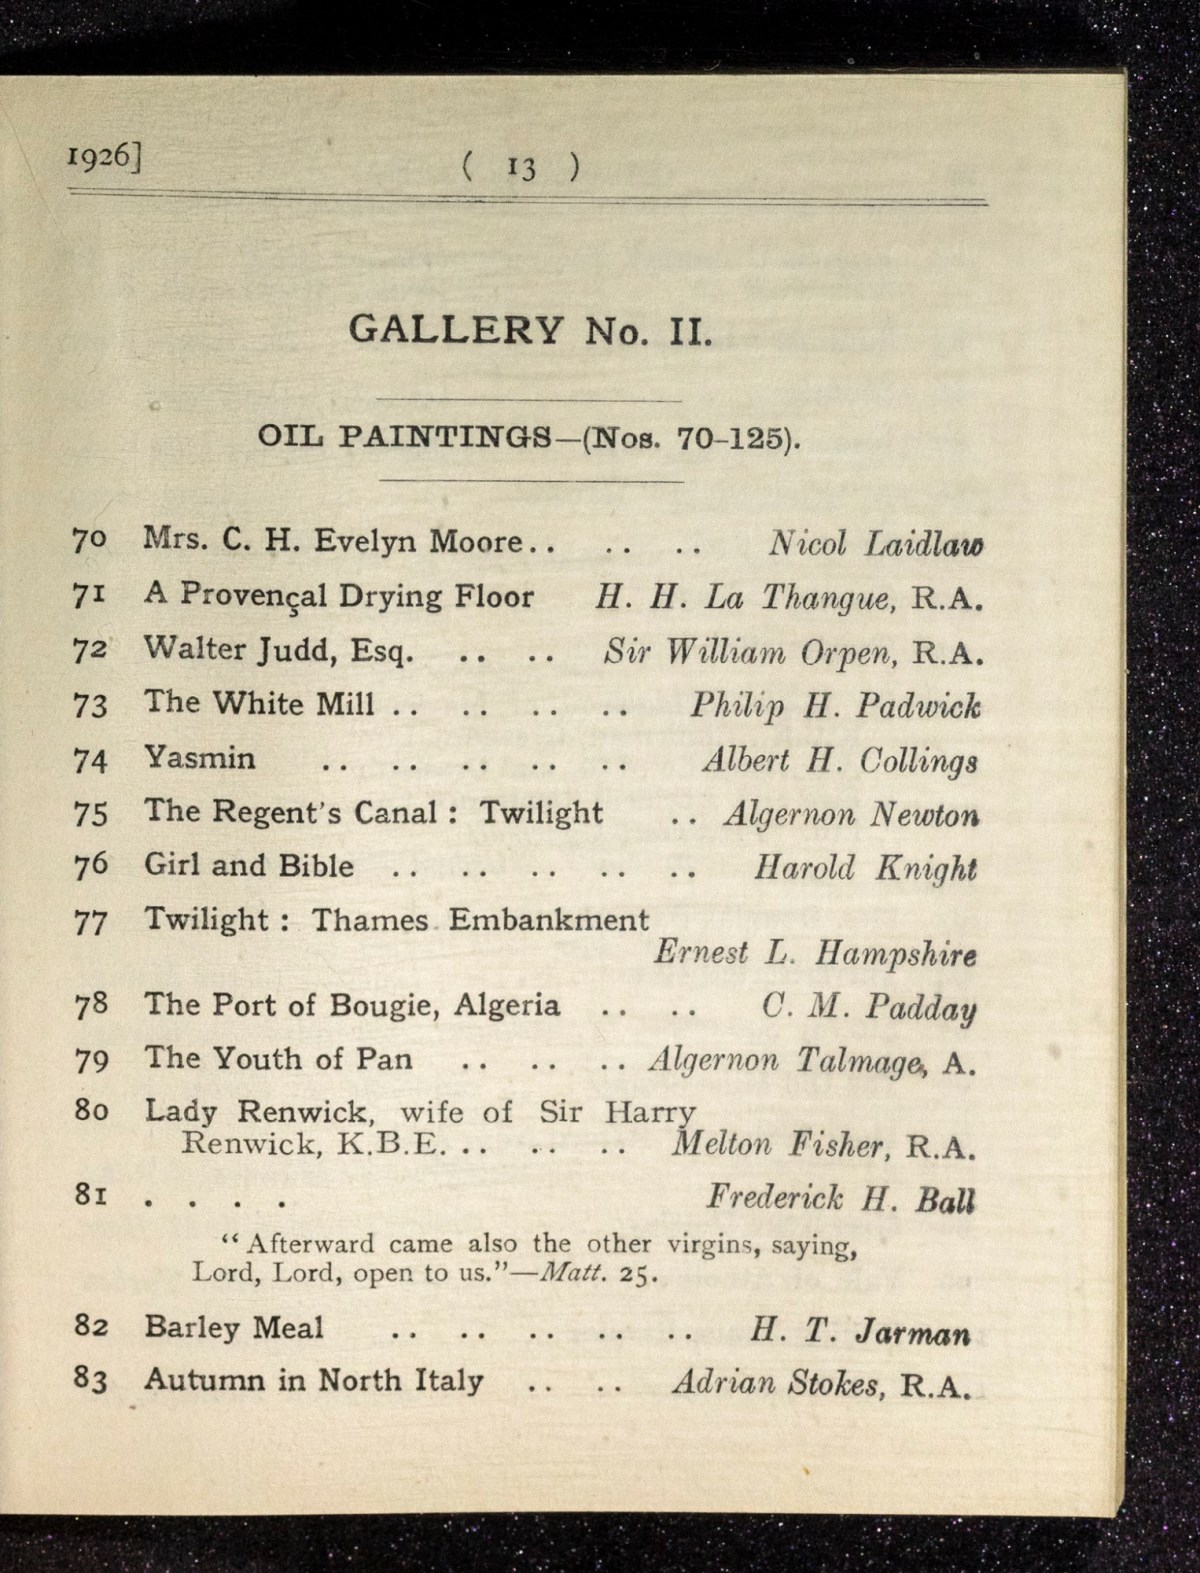 1926]
( 13 )
GALLERY No. II.
OIL PAINTINGS—(Nos. 70-125).
70 Mrs. C. H. Evelyn Moore.. .. .. Nicol Laidlaw
71 A Provençal Drying Floor H. H. La Thangue, R.A.
72 Walter Judd, Esq. .. .. Sir William Orpen, R.A.
73 The White Mill .. .. .. .. Philip H. Padwick
74 Yasmin .. .. .. .. .. Albert H. Collings
75 The Regent's Canal : Twilight .. Algernon Newton
76 Girl and Bible .. .. .. .. .. Harold Knight
77 Twilight : Thames Embankment
Ernest L. Hampshire
78 The Port of Bougie, Algeria .. .. C. M. Padday
79 The Youth of Pan .. .. .. Algernon Talmage, A.
80 Lady Renwick, wife of Sir Harry
Renwick, K.B.E. .. .. .. Melton Fisher, R.A.
81 . . . . Frederick H. Ball
“Afterward came also the other virgins, saying,
Lord, Lord, open to us.”—Matt. 25.
82 Barley Meal .. .. .. .. .. H. T. Jarman
83 Autumn in North Italy .. .. Adrian Stokes, R.A.